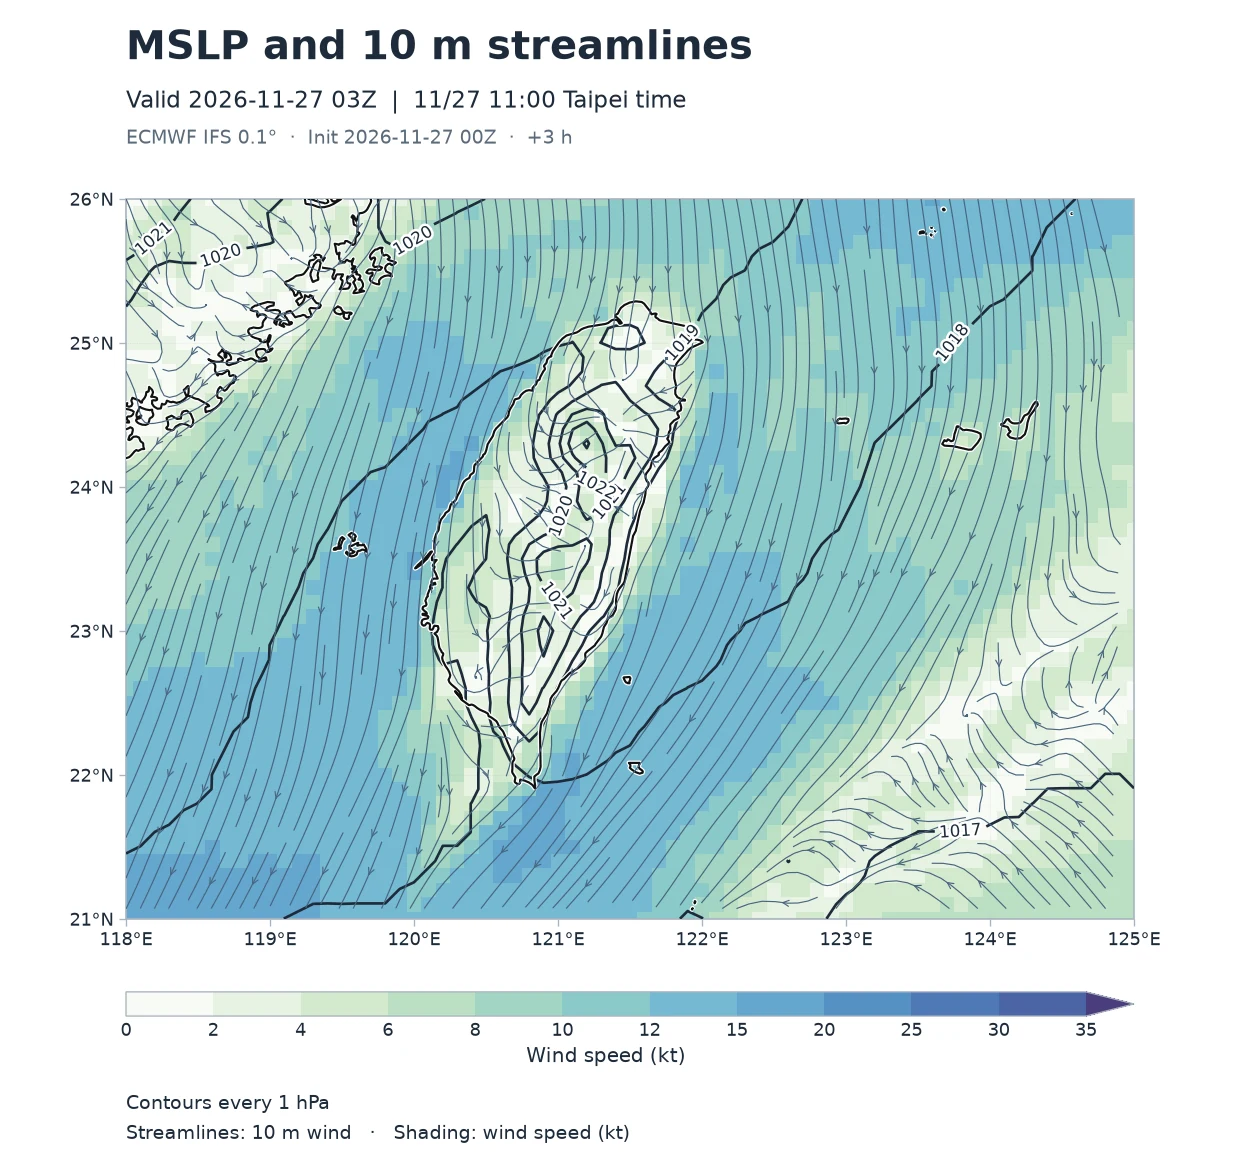 MSLP and 10 m streamlines
Valid 2026-11-27 03Z | 11/27 11:00 Taipei time
ECMWF IFS 0.1° · Init 2026-11-27 00Z · +3 h
26°N
25°N
24°N
23°N
22°N
21°N
1021
1020
1020
1019
1018
1022
1020
1021
1017
118°E 119°E 120°E 121°E 122°E 123°E 124°E 125°E
0 2 4 6 8 10 12 15 20 25 30 35
Wind speed (kt)
Contours every 1 hPa
Streamlines: 10 m wind · Shading: wind speed (kt)